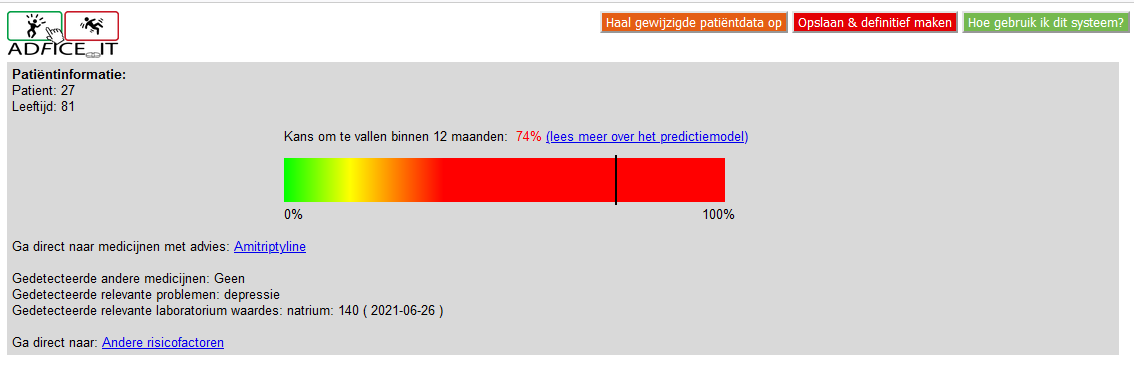 ADFICE_IT
Haal gewijzigde patiëntdata op
Opslaan & definitief maken
Hoe gebruik ik dit systeem?
Patiëntinformatie:
Patient: 27
Leeftijd: 81
Kans om te vallen binnen 12 maanden: 74% (lees meer over het predictiemodel)
0% 100%
Ga direct naar medicijnen met advies: Amitriptyline
Gedetecteerde andere medicijnen: Geen
Gedetecteerde relevante problemen: depressie
Gedetecteerde relevante laboratorium waardes: natrium: 140 ( 2021-06-26 )
Ga direct naar: Andere risicofactoren